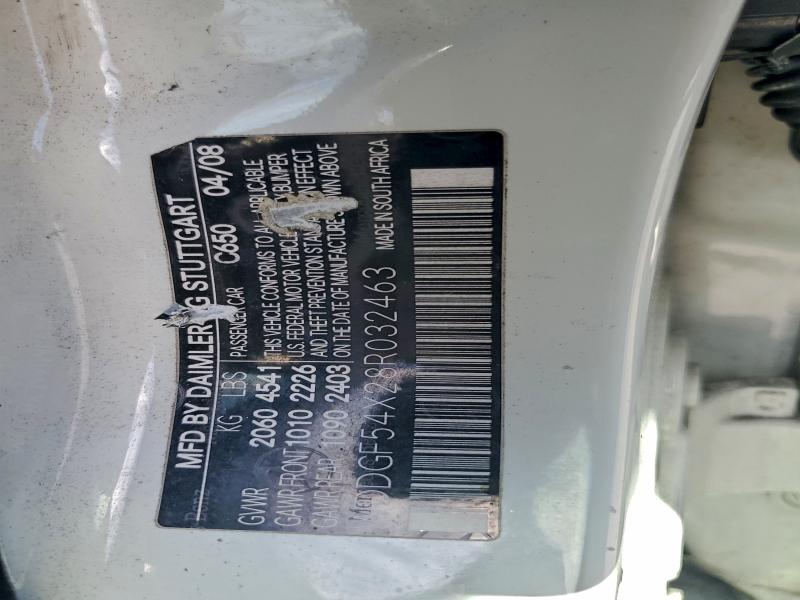 MFD BY DAIMLER G STUTTGART
KG LBS PASSENGER CAR C650 04/08
GVWR 2060 4541 THIS VEHICLE CONFORMS TO ALL APPLICABLE
GAWR FRONT 1010 2226 U.S. FEDERAL MOTOR VEHICLE BUMPER
GAWR REAR 1090 2403 AND THEFT PREVENTION STANDARDS IN EFFECT
ON THE DATE OF MANUFACTURE SHOWN ABOVE
DGF54X28R032463 MADE IN SOUTH AFRICA